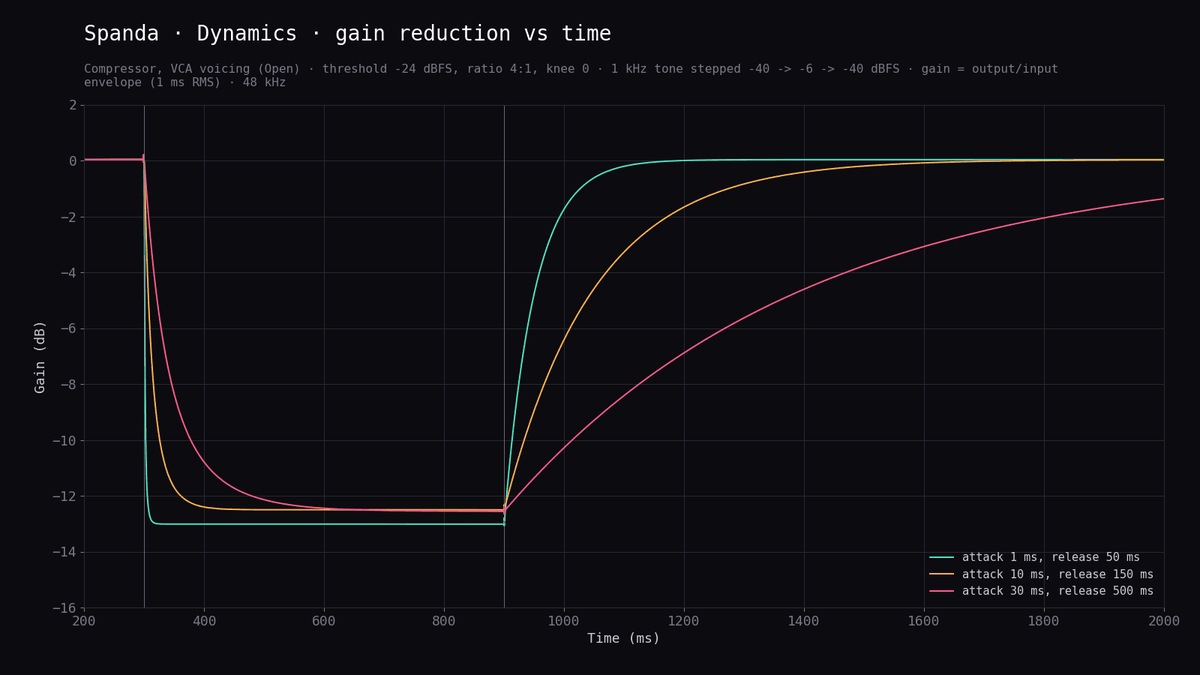 Spanda · Dynamics · gain reduction vs time
Compressor, VCA voicing (Open) · threshold -24 dBFS, ratio 4:1, knee 0 · 1 kHz tone stepped -40 -> -6 -> -40 dBFS · gain = output/input
envelope (1 ms RMS) · 48 kHz
2
0
−2
−4
−6
−8
−10
−12
−14
−16
Gain (dB)
attack 1 ms, release 50 ms
attack 10 ms, release 150 ms
attack 30 ms, release 500 ms
200 400 600 800 1000 1200 1400 1600 1800 2000
Time (ms)